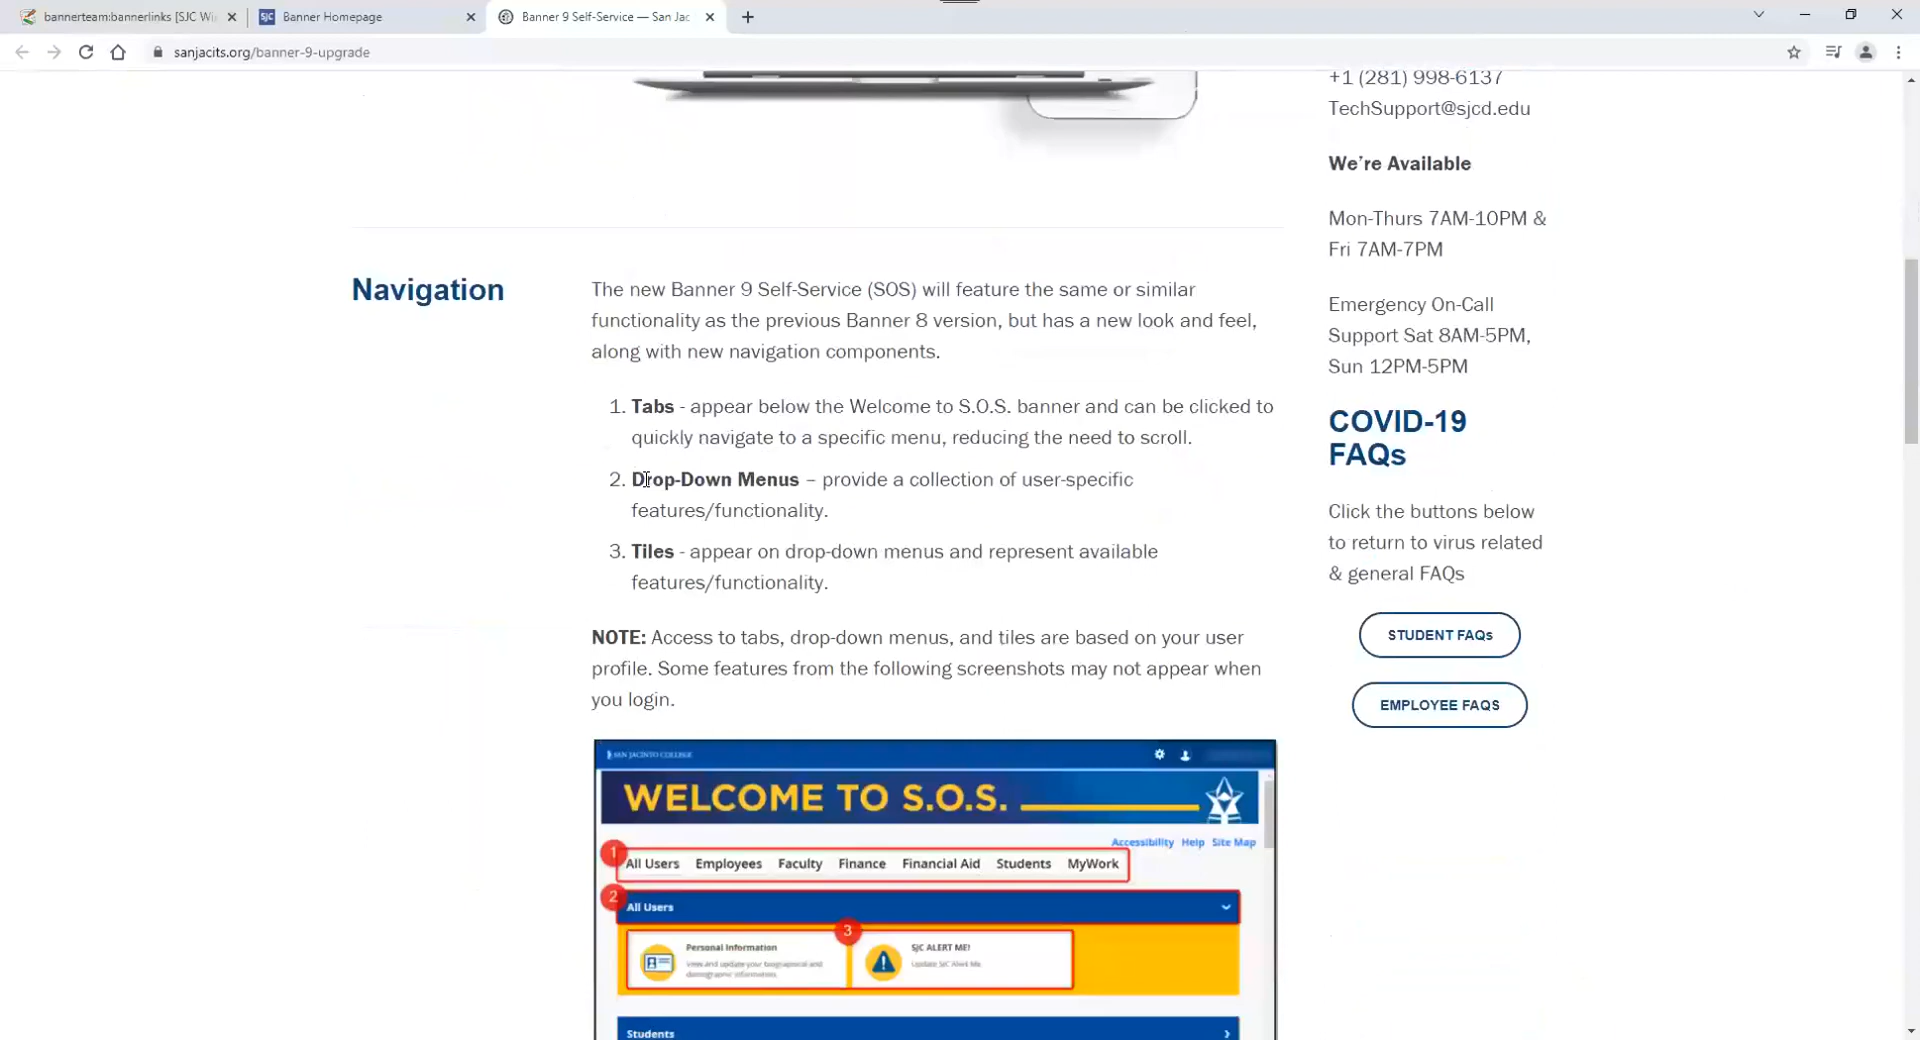 bannerteam:bannerlinks [SJC Wi
Banner Homepage
Banner 9 Self-Service — San Jac
sanjacits.org/banner-9-upgrade
+1 (281) 998-6137
TechSupport@sjcd.edu
We're Available
Mon-Thurs 7AM-10PM &
Fri 7AM-7PM
Emergency On-Call
Support Sat 8AM-5PM,
Sun 12PM-5PM
COVID-19
FAQs
Click the buttons below
to return to virus related
& general FAQs
STUDENT FAQs
EMPLOYEE FAQS
Navigation
The new Banner 9 Self-Service (SOS) will feature the same or similar
functionality as the previous Banner 8 version, but has a new look and feel,
along with new navigation components.
1. Tabs - appear below the Welcome to S.O.S. banner and can be clicked to
quickly navigate to a specific menu, reducing the need to scroll.
2. Drop-Down Menus – provide a collection of user-specific
features/functionality.
3. Tiles - appear on drop-down menus and represent available
features/functionality.
NOTE: Access to tabs, drop-down menus, and tiles are based on your user
profile. Some features from the following screenshots may not appear when
you login.
SAN JACINTO COLLEGE
WELCOME TO S.O.S.
Accessibility Help Site Map
1
All Users Employees Faculty Finance Financial Aid Students MyWork
2
All Users
3
Personal Information
View and update your biographical and
demographic information.
SJC ALERT ME!
Update SJC Alert Me
Students